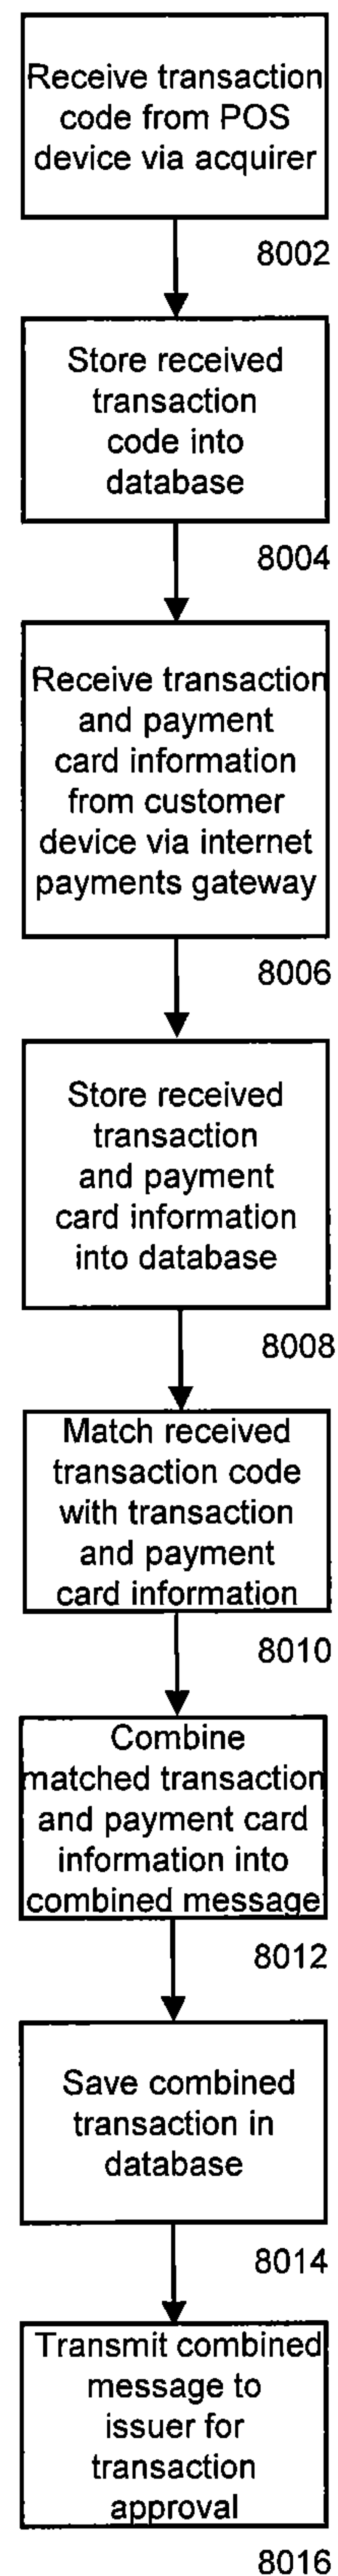 Receive transaction
code from POS
device via acquirer
8002
Store received
transaction
code into
database
8004
Receive transaction
and payment
card information
from customer
device via internet
payments gateway
8006
Store received
transaction
and payment
card information
into database
8008
Match received
transaction code
with transaction
and payment
card information
8010
Combine
matched transaction
and payment card
information into
combined message
8012
Save combined
transaction in
database
8014
Transmit combined
message to
issuer for
transaction
approval
8016